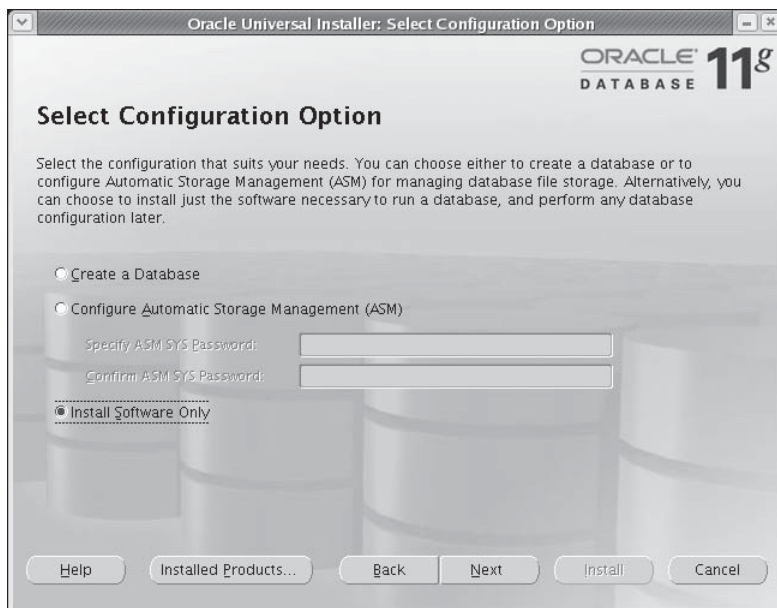 Oracle Universal Installer: Select Configuration Option
ORACLE
DATABASE
11g
Select Configuration Option
Select the configuration that suits your needs. You can choose either to create a database or to
configure Automatic Storage Management (ASM) for managing database file storage. Alternatively, you
can choose to install just the software necessary to run a database, and perform any database
configuration later.
Create a Database
Configure Automatic Storage Management (ASM)
Specify ASM SYS Password:
Confirm ASM SYS Password:
Install Software Only
Help
Installed Products...
Back
Next
Install
Cancel